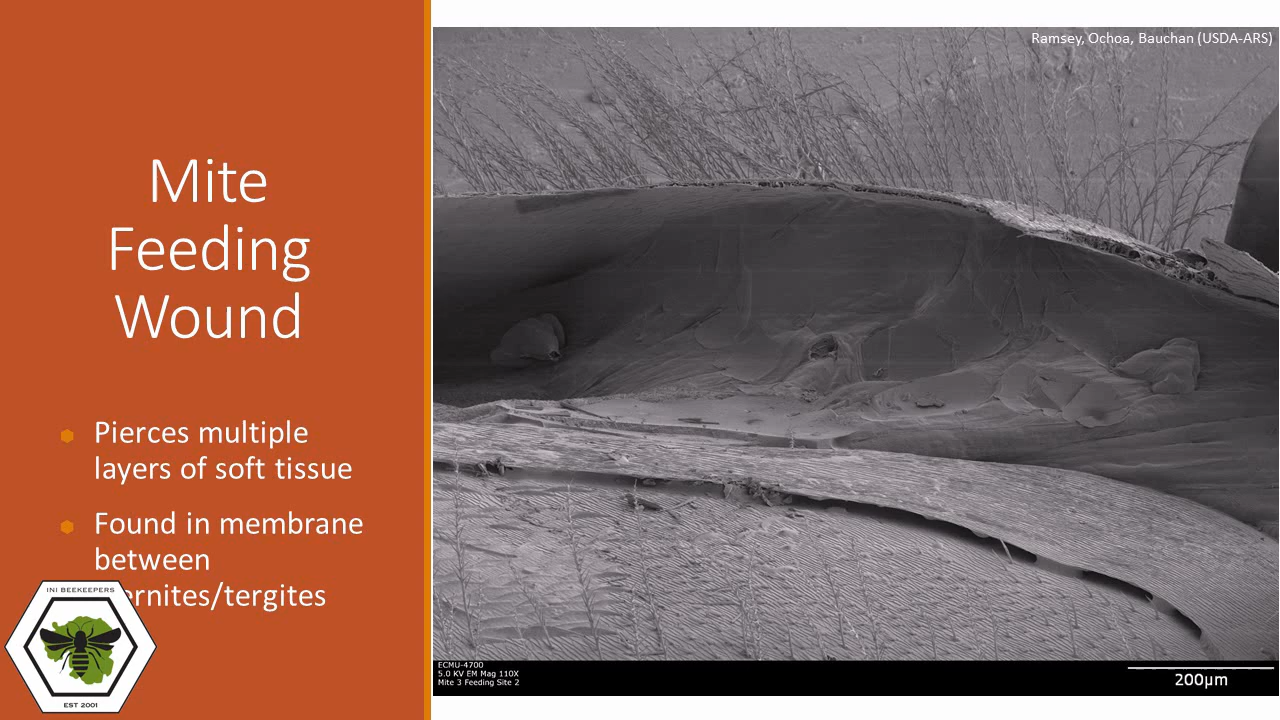 Mite
Feeding
Wound
Pierces multiple
layers of soft tissue
Found in membrane
between
ernites/tergites
INI BEEKEEPERS
EST 2001
Ramsey, Ochoa, Bauchan (USDA-ARS)
ECMU-4700
5.0 KV EM Mag 110X
Mite 3 Feeding Site 2
200µm